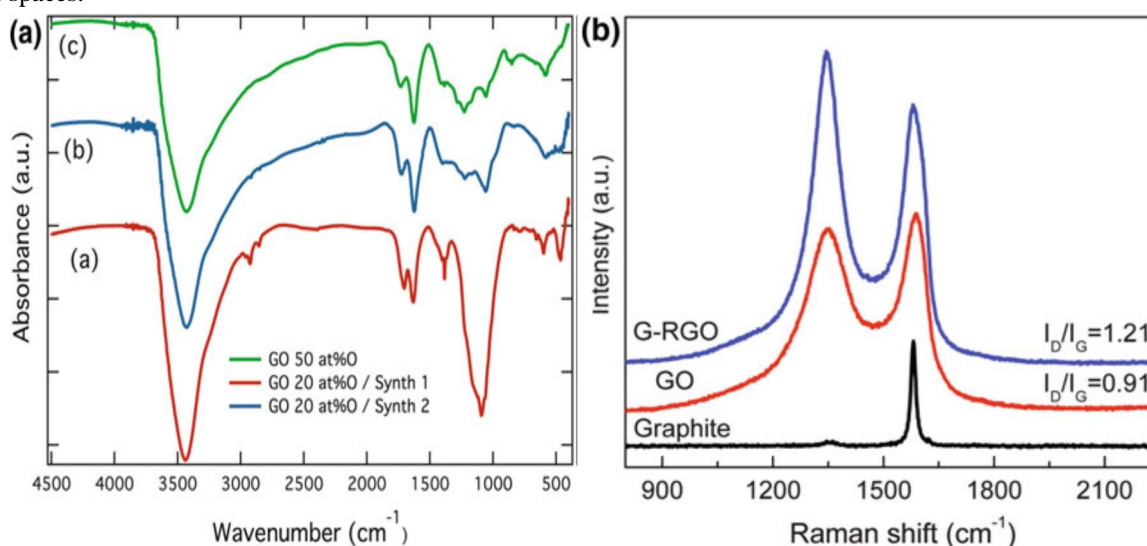 spaces.
(a)
(c)
(b)
(a)
GO 50 at%O
GO 20 at%O / Synth 1
GO 20 at%O / Synth 2
Absorbance (a.u.)
4500 4000 3500 3000 2500 2000 1500 1000 500
Wavenumber (cm-1)
(b)
G-RGO
ID/IG=1.21
GO
ID/IG=0.91
Graphite
Intensity (a.u.)
900 1200 1500 1800 2100
Raman shift (cm-1)